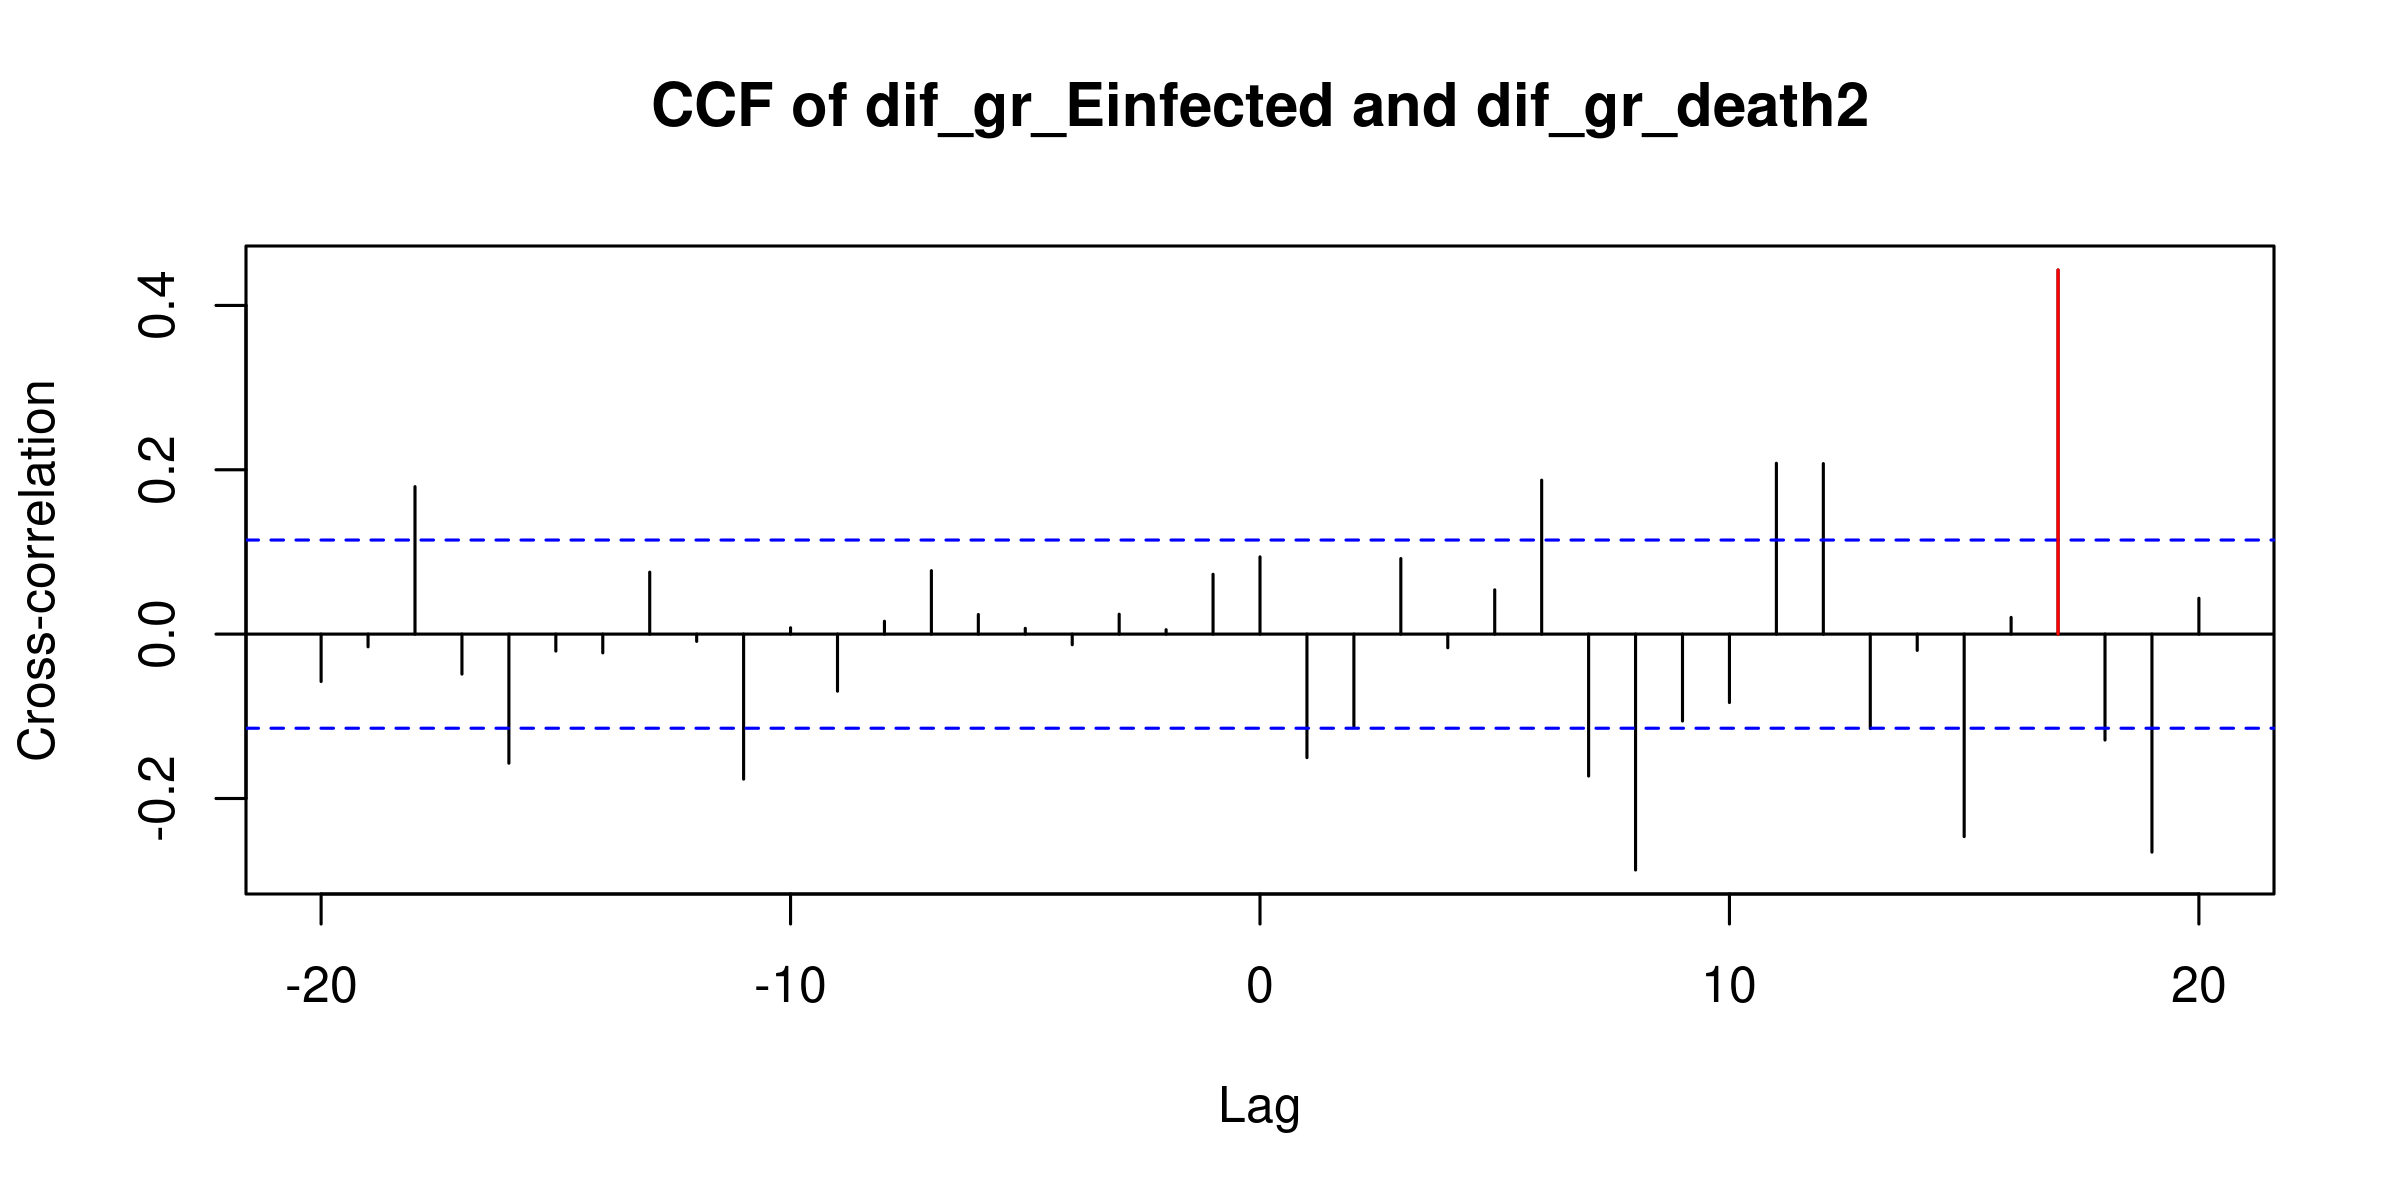 CCF of dif_gr_Einfected and dif_gr_death2
Cross-correlation
0.4
0.2
0.0
-0.2
-20 -10 0 10 20
Lag